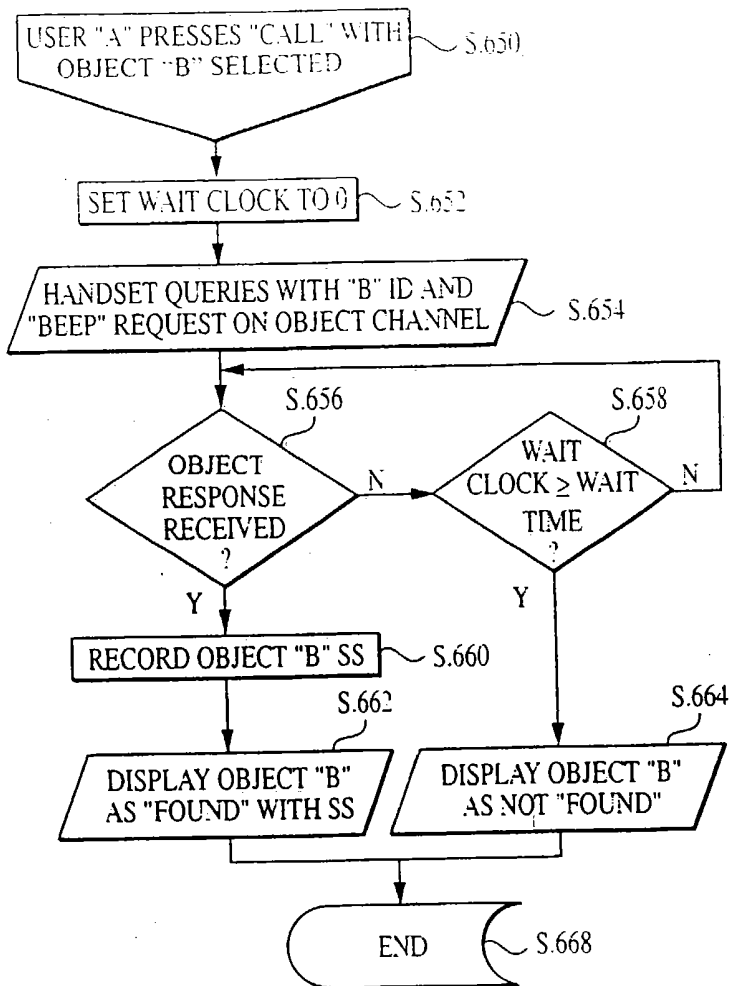 USER "A" PRESSES "CALL" WITH
OBJECT "B" SELECTED
S.650
SET WAIT CLOCK TO 0
S.652
HANDSET QUERIES WITH "B" ID AND
"BEEP" REQUEST ON OBJECT CHANNEL
S.654
S.656
OBJECT
RESPONSE
RECEIVED
?
N
Y
S.658
WAIT
CLOCK ≥ WAIT
TIME
?
N
Y
RECORD OBJECT "B" SS
S.660
S.662
DISPLAY OBJECT "B"
AS "FOUND" WITH SS
S.664
DISPLAY OBJECT "B"
AS NOT "FOUND"
END
S.668